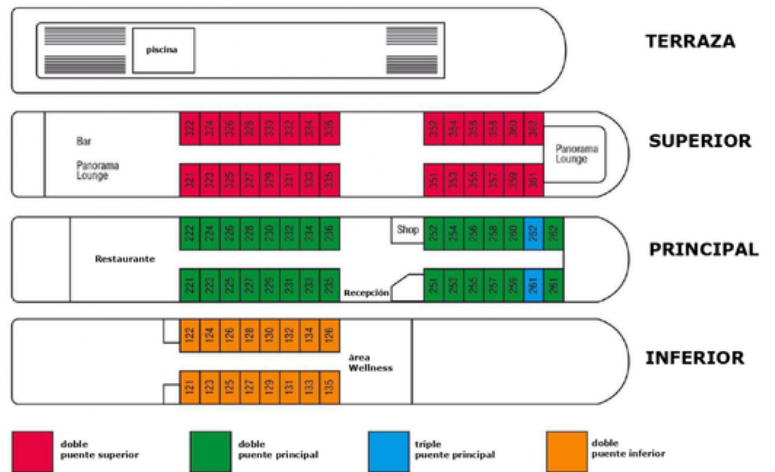 piscina
TERRAZA
322 324 326 328 330 332 334 336
352 354 356 358 360 362
Bar
Panorama
Lounge
Panorama
Lounge
SUPERIOR
321 323 325 327 329 331 333 335
351 353 355 357 359 361
222 224 226 228 230 232 234 236
Shop
252 254 256 258 260 262 262
Restaurante
PRINCIPAL
221 223 225 227 229 231 233 235
Recepción
251 253 255 257 259 261 261
122 124 126 128 130 132 134 126
área
Wellness
INFERIOR
121 123 125 127 129 131 133 135
doble
puente superior
doble
puente principal
triple
puente principal
doble
puente inferior